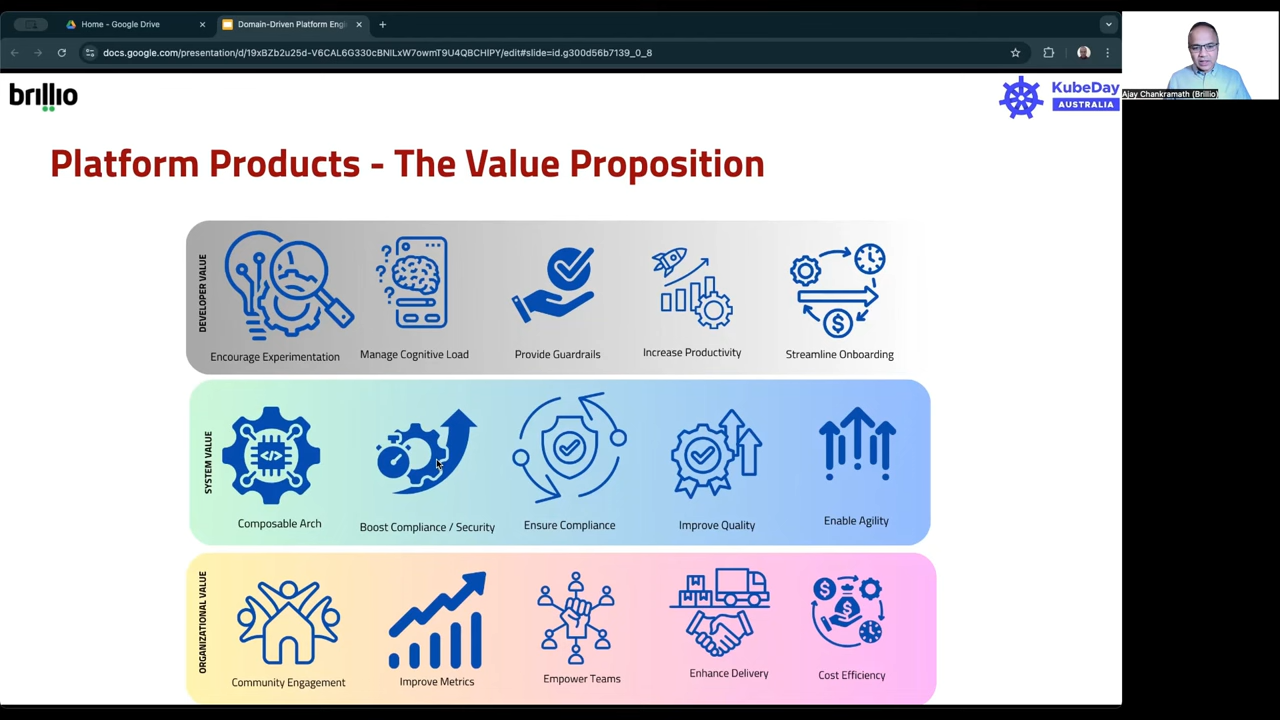 Home - Google Drive
Domain-Driven Platform Eng
docs.google.com/presentation/d/19xBZb2u25d-V6CAL6G330cBNlLxW7owmT9U4QBCHlPY/edit#slide=id.g300d56b7139_0_8
brillio
KubeDay
AUSTRALIA
Ajay Chankramath (Brillio)
Platform Products - The Value Proposition
DEVELOPER VALUE
Encourage Experimentation
Manage Cognitive Load
Provide Guardrails
Increase Productivity
Streamline Onboarding
SYSTEM VALUE
Composable Arch
Boost Compliance / Security
Ensure Compliance
Improve Quality
Enable Agility
ORGANIZATIONAL VALUE
Community Engagement
Improve Metrics
Empower Teams
Enhance Delivery
Cost Efficiency